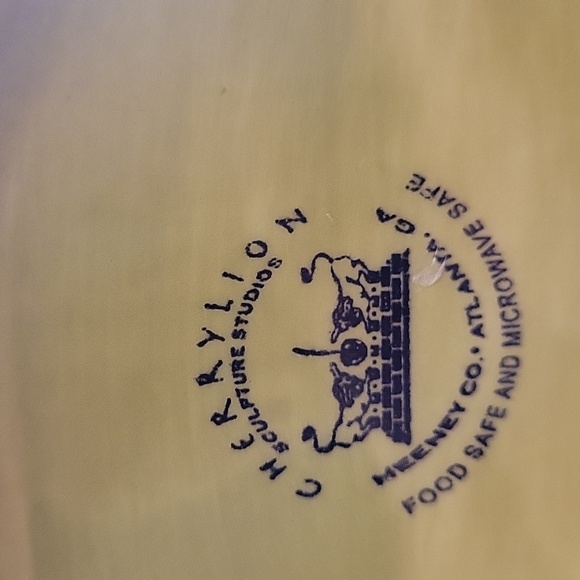 CHERRYLION
SCULPTURE STUDIOS
MEENEY CO. • ATLANTA, GA
FOOD SAFE AND MICROWAVE SAFE